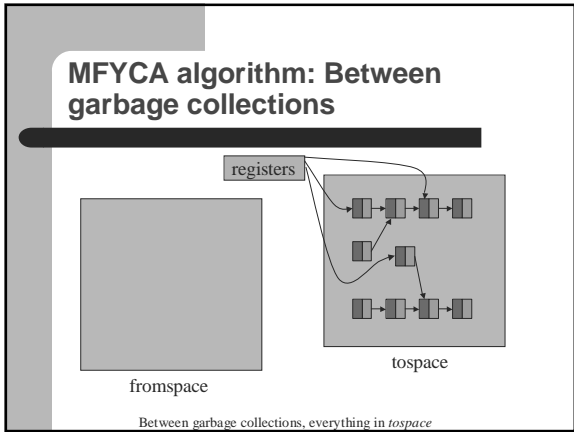 MFYCA algorithm: Between
garbage collections
registers
tospace
fromspace
Between garbage collections, everything in tospace